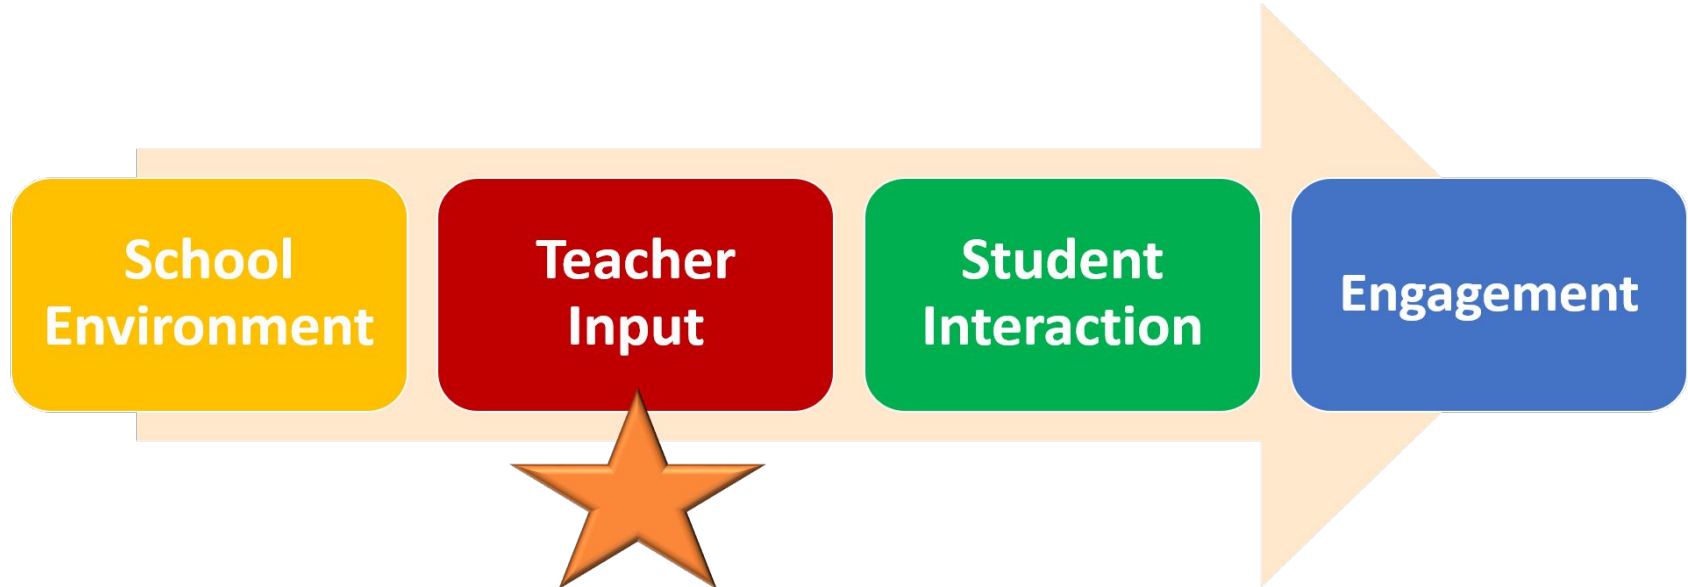 School
Environment
Teacher
Input
Student
Interaction
Engagement